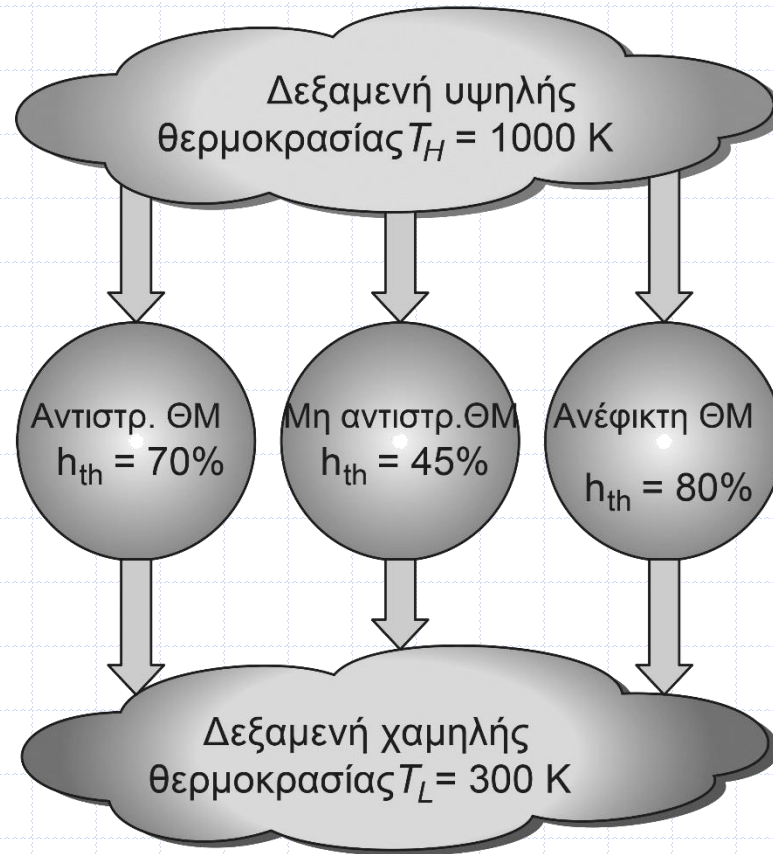 Δεξαμενή υψηλής
θερμοκρασίας T_H = 1000 K
Αντιστρ. ΘΜ
h_th = 70%
Μη αντιστρ.ΘΜ
h_th = 45%
Ανέφικτη ΘΜ
h_th = 80%
Δεξαμενή χαμηλής
θερμοκρασίας T_L = 300 K